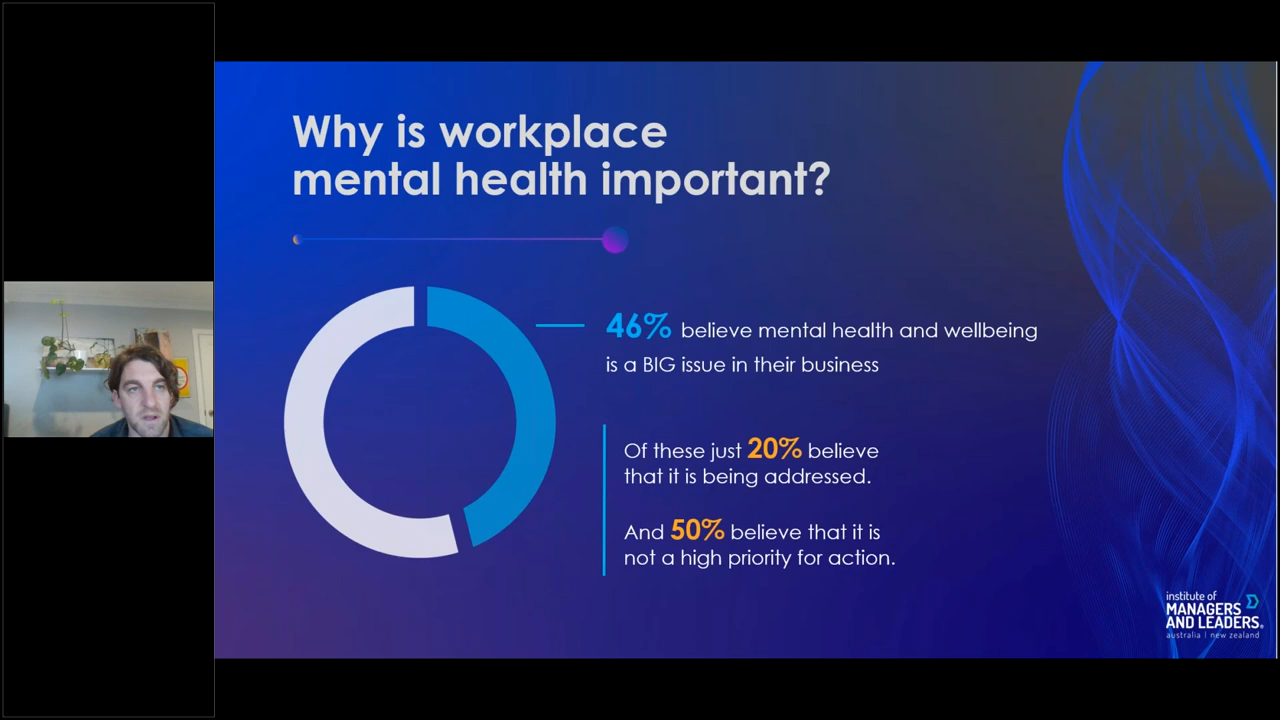 Why is workplace
mental health important?
46% believe mental health and wellbeing
is a BIG issue in their business
Of these just 20% believe
that it is being addressed.
And 50% believe that it is
not a high priority for action.
institute of
MANAGERS
AND LEADERS®
australia | new zealand